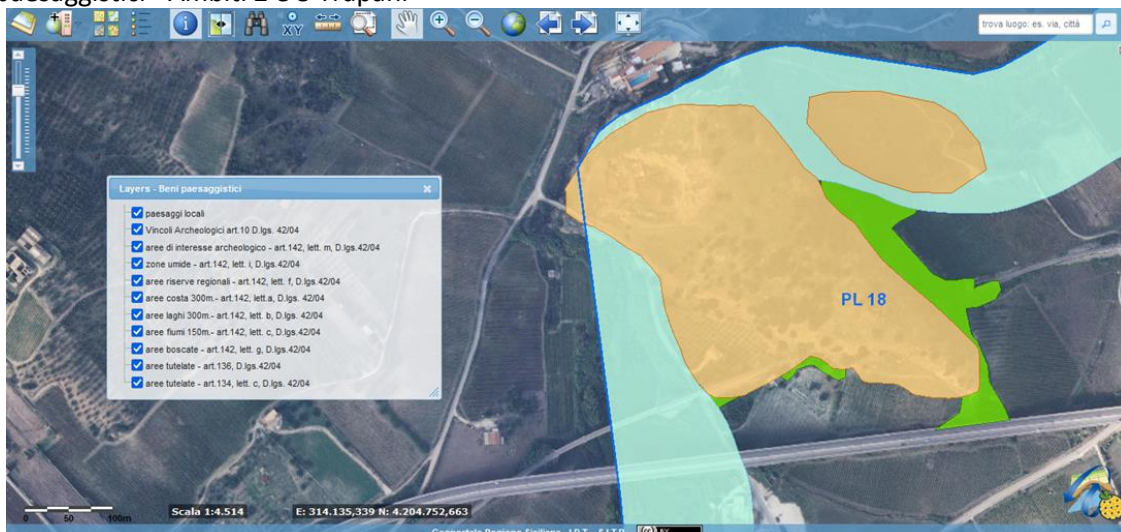 trova luogo: es. via, città
Layers - Beni paesaggistici
paesaggi locali
Vincoli Archeologici art.10 D.lgs. 42/04
aree di interesse archeologico - art.142, lett. m, D.lgs.42/04
zone umide - art.142, lett. i, D.lgs.42/04
aree riserve regionali - art.142, lett. f, D.lgs.42/04
aree costa 300m.- art.142, lett.a, D.lgs. 42/04
aree laghi 300m.- art.142, lett. b, D.lgs. 42/04
aree fiumi 150m.- art.142, lett. c, D.lgs. 42/04
aree boscate - art.142, lett. g, D.lgs.42/04
aree tutelate - art.136, D.lgs.42/04
aree tutelate - art.134, lett. c, D.lgs. 42/04
PL 18
0 50 100m
Scala 1:4.514 E: 314.135,339 N: 4.204.752,663